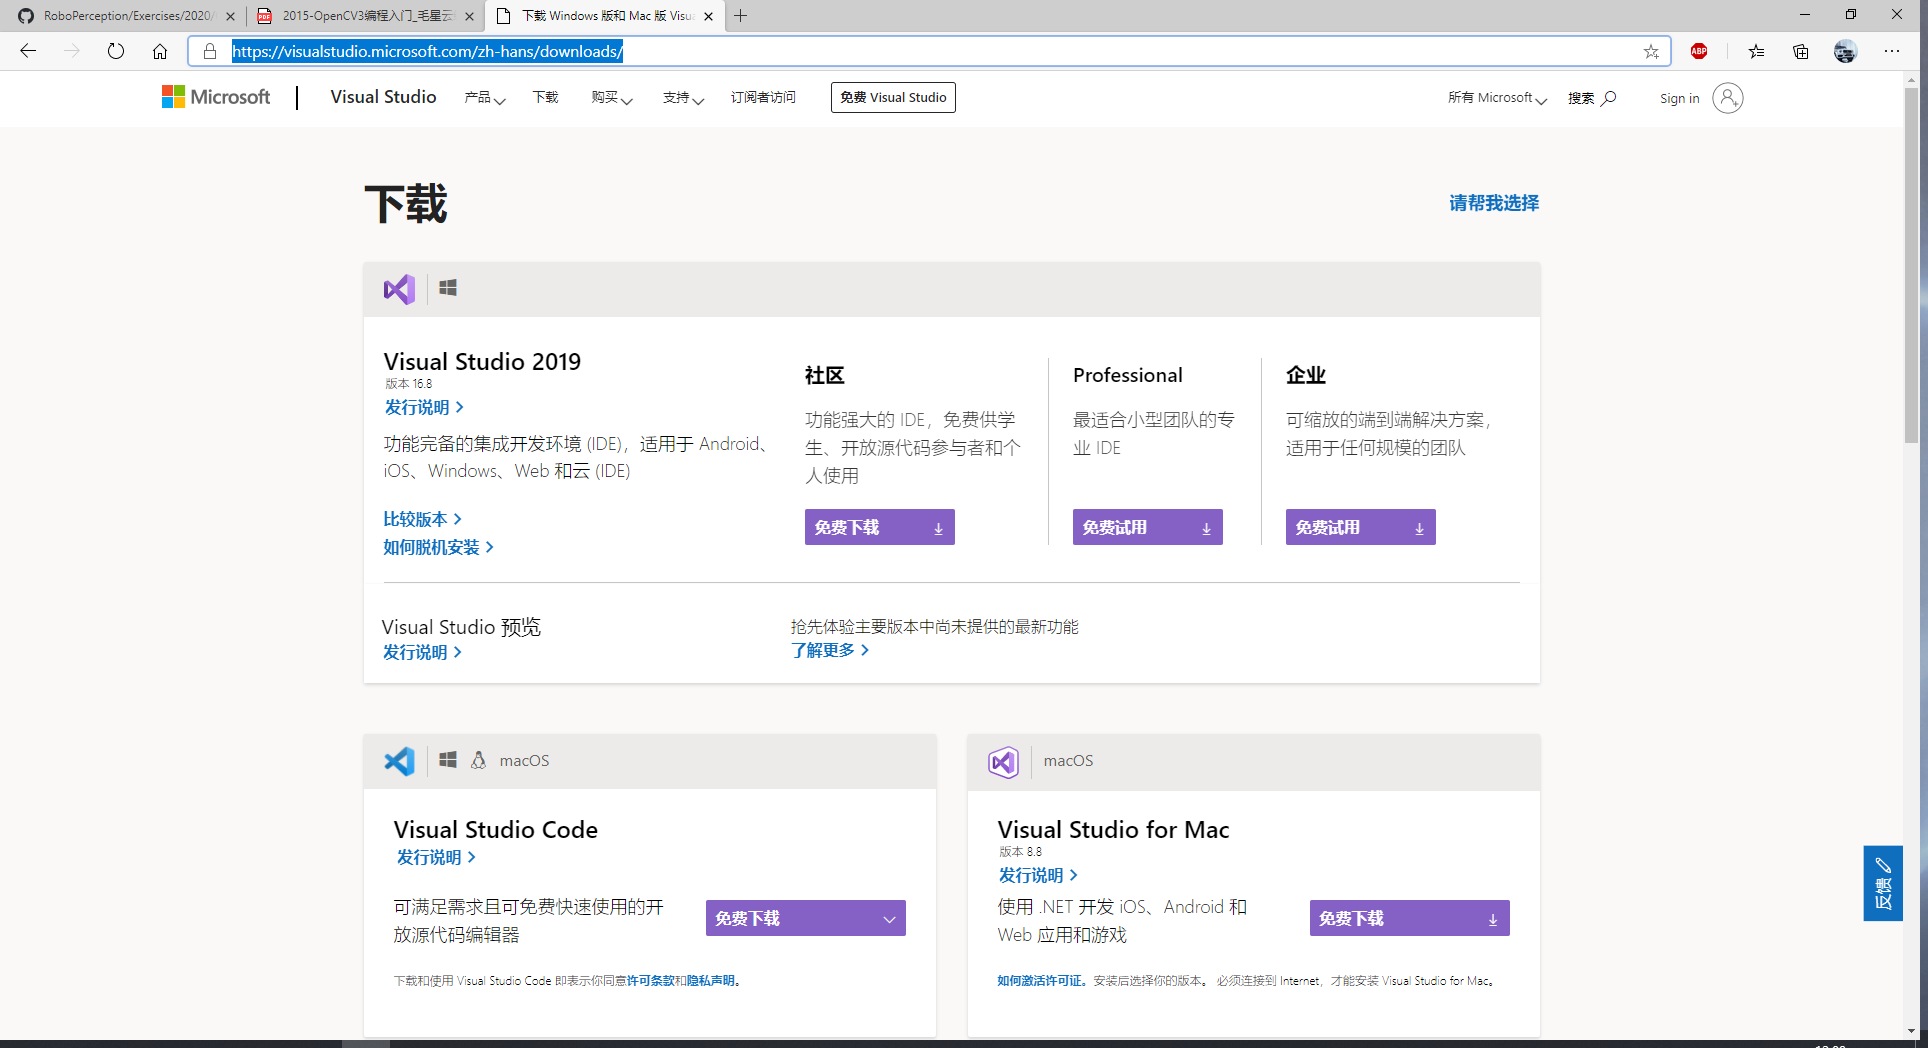 RoboPerception/Exercises/2020/
2015-OpenCV3编程入门_毛星云
下载 Windows 版和 Mac 版 Visu
https://visualstudio.microsoft.com/zh-hans/downloads/
ABP
Microsoft
Visual Studio
产品
下载
购买
支持
订阅者访问
免费 Visual Studio
所有 Microsoft
搜索
Sign in
下载
请帮我选择
Visual Studio 2019
版本 16.8
发行说明
功能完备的集成开发环境 (IDE)，适用于 Android、
iOS、Windows、Web 和云 (IDE)
比较版本
如何脱机安装
社区
功能强大的 IDE，免费供学
生、开放源代码参与者和个
人使用
免费下载
Professional
最适合小型团队的专
业 IDE
免费试用
企业
可缩放的端到端解决方案，
适用于任何规模的团队
免费试用
Visual Studio 预览
发行说明
抢先体验主要版本中尚未提供的最新功能
了解更多
macOS
Visual Studio Code
发行说明
可满足需求且可免费快速使用的开
放源代码编辑器
免费下载
下载和使用 Visual Studio Code 即表示你同意许可条款和隐私声明。
macOS
Visual Studio for Mac
版本 8.8
发行说明
使用 .NET 开发 iOS、Android 和
Web 应用和游戏
免费下载
如何激活许可证。安装后选择你的版本。 必须连接到 Internet，才能安装 Visual Studio for Mac。
反馈